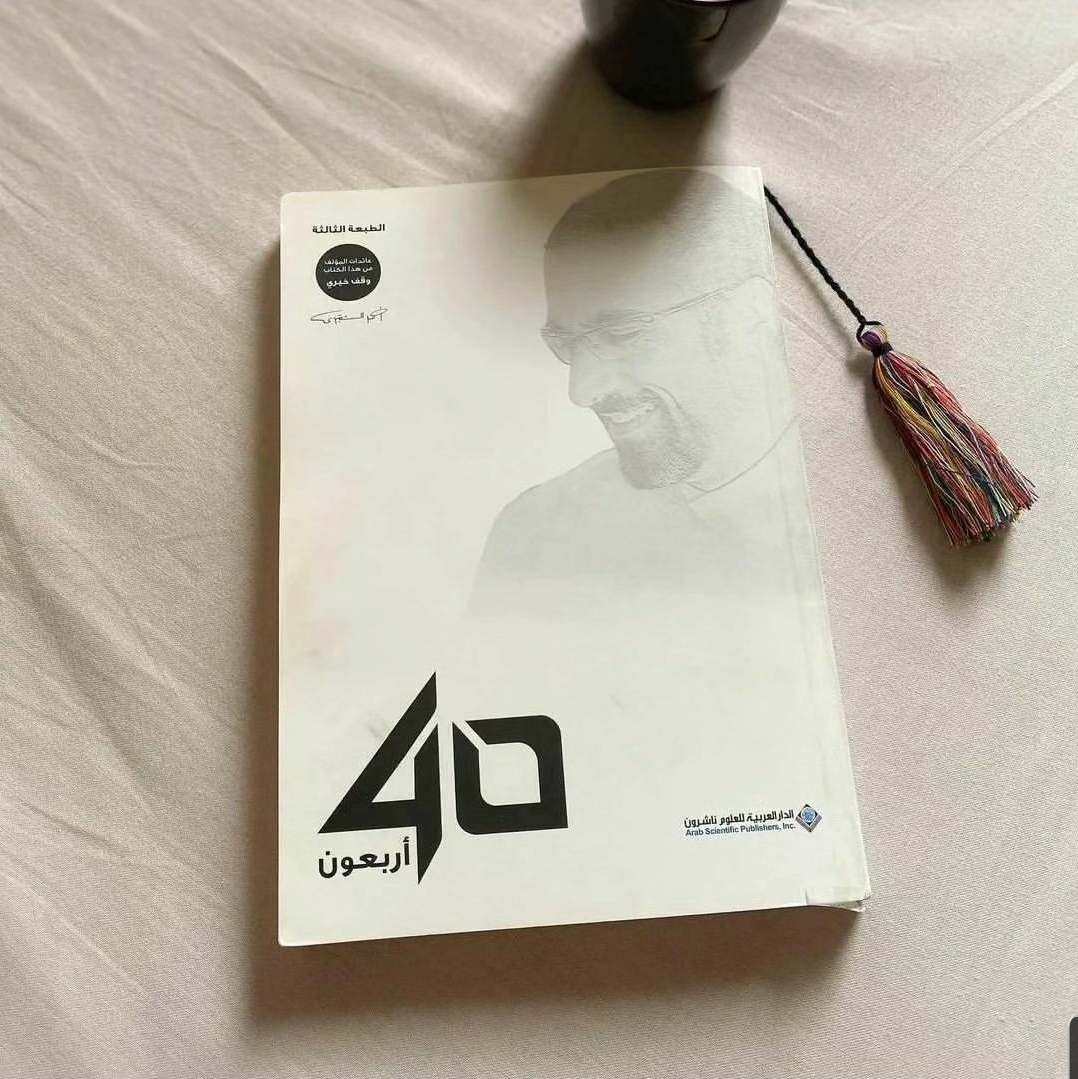 الطبعة الثالثة
عائدات المؤلف
من هذا الكتاب
وقف خيري
40
أربعون
الدار العربية للعلوم ناشرون
Arab Scientific Publishers, Inc.